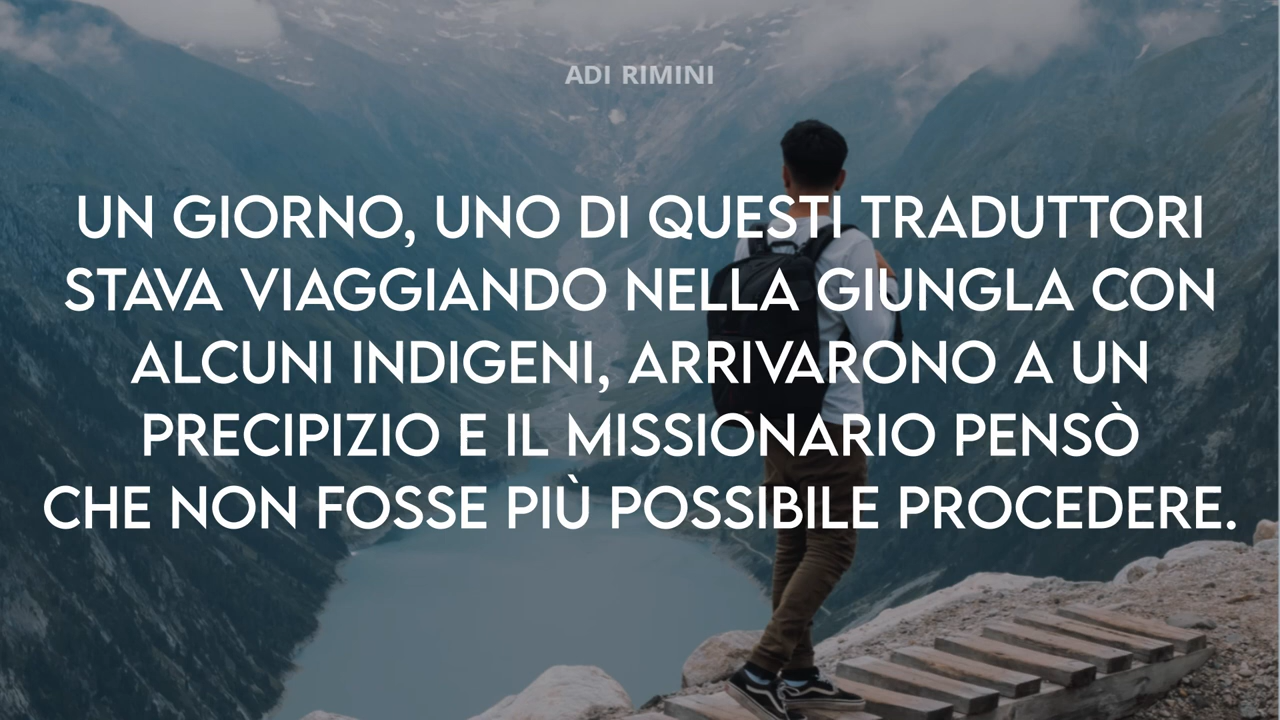 ADI RIMINI
UN GIORNO, UNO DI QUESTI TRADUTTORI
STAVA VIAGGIANDO NELLA GIUNGLA CON
ALCUNI INDIGENI, ARRIVARONO A UN
PRECIPIZIO E IL MISSIONARIO PENSÒ
CHE NON FOSSE PIÙ POSSIBILE PROCEDERE.